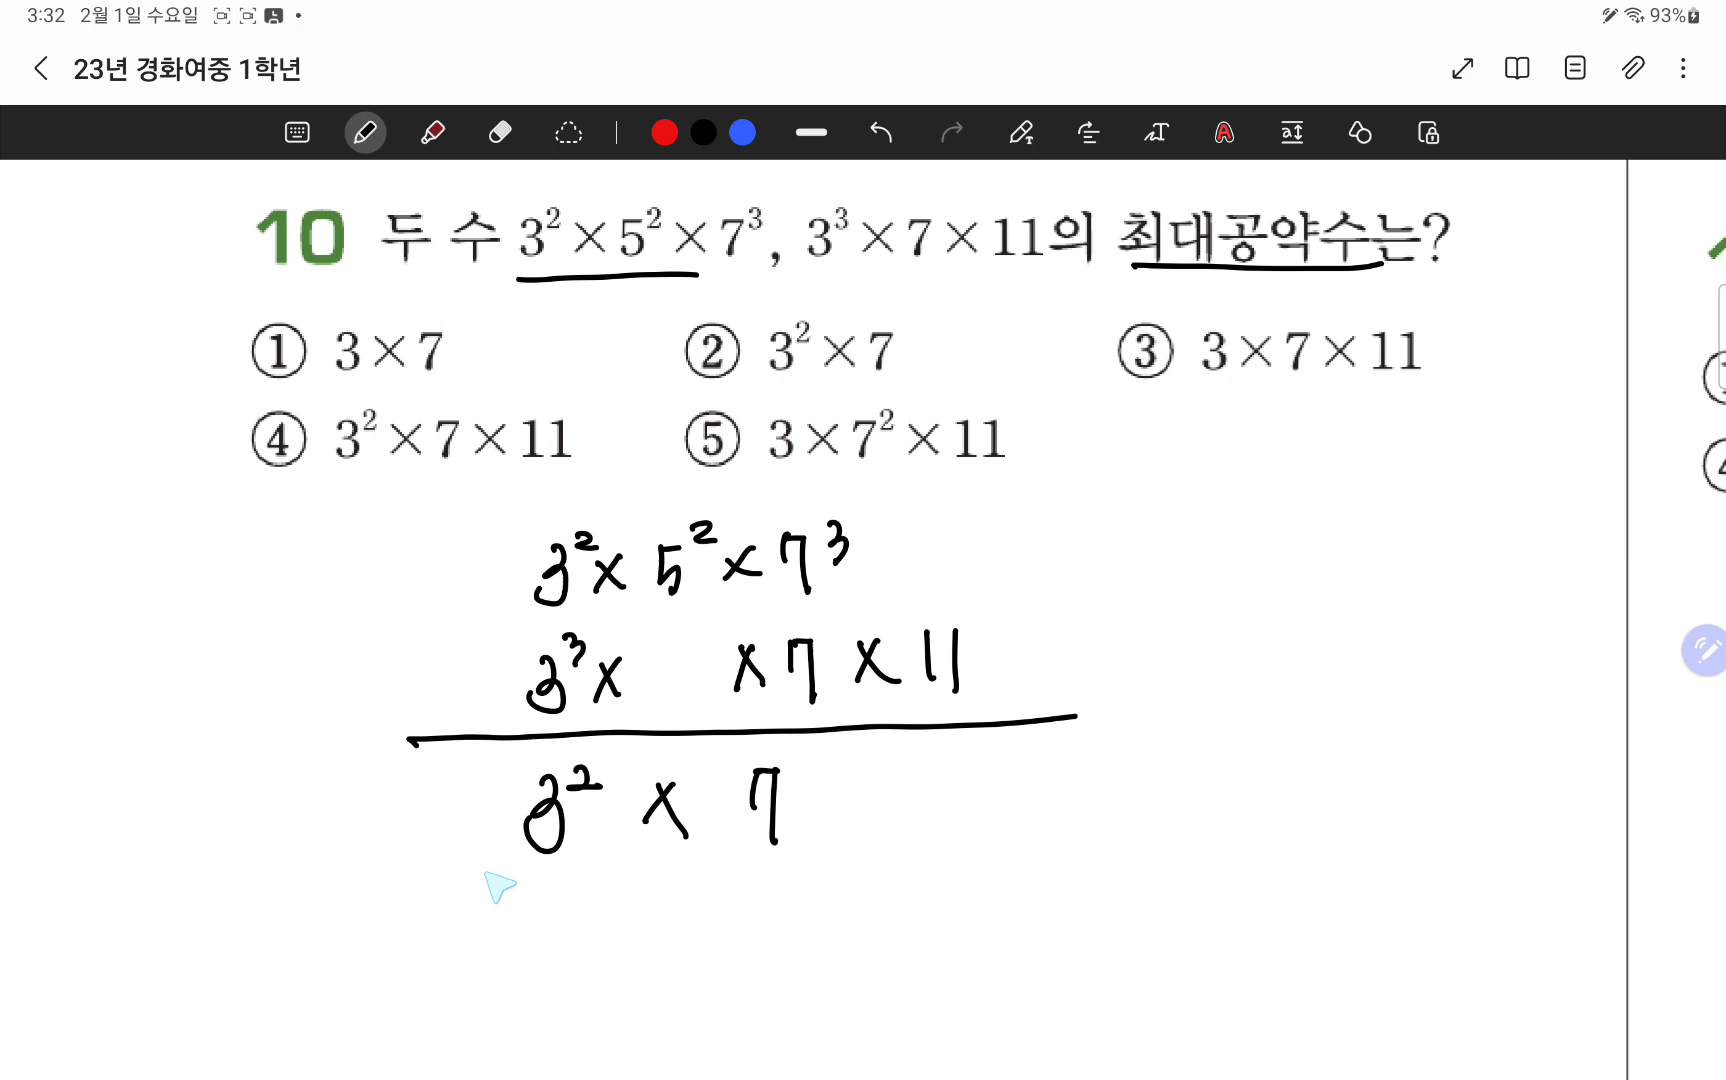 3:32 2월 1일 수요일 93%
23년 경화여중 1학년
10 두 수 3² × 5² × 7³, 3³ × 7 × 11의 최대공약수는?
① 3 × 7 ② 3² × 7 ③ 3 × 7 × 11
④ 3² × 7 × 11 ⑤ 3 × 7² × 11
3² × 5² × 7³
3³ × × 7 × 11
3² × 7